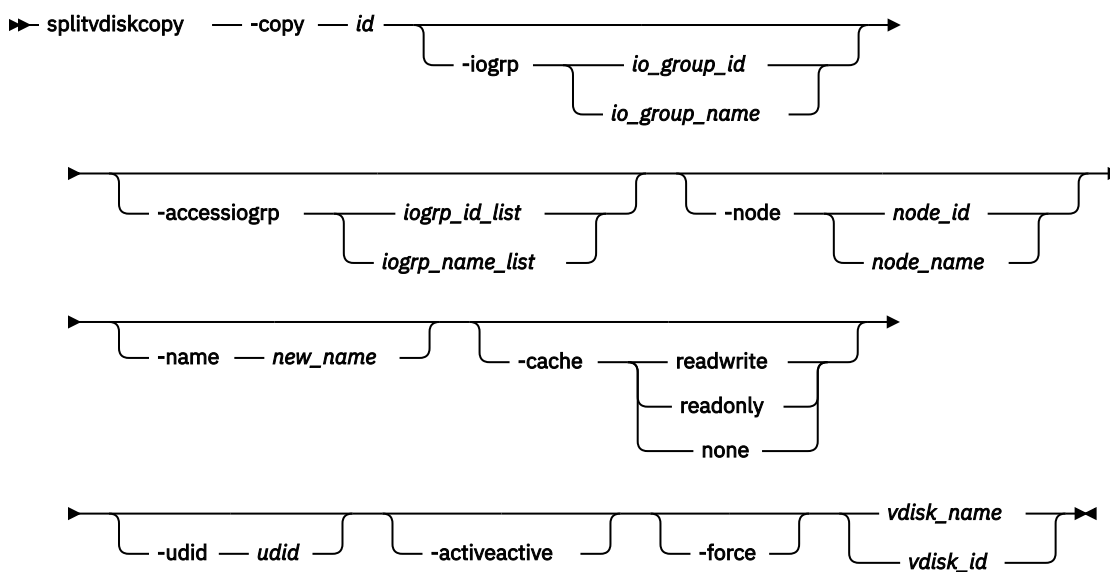 splitvdiskcopy -copy id
-iogrp io_group_id
io_group_name
-accessiogrp iogrp_id_list -node node_id
iogrp_name_list node_name
-name new_name -cache readwrite
readonly
none
vdisk_name
-udid udid -activeactive -force vdisk_id